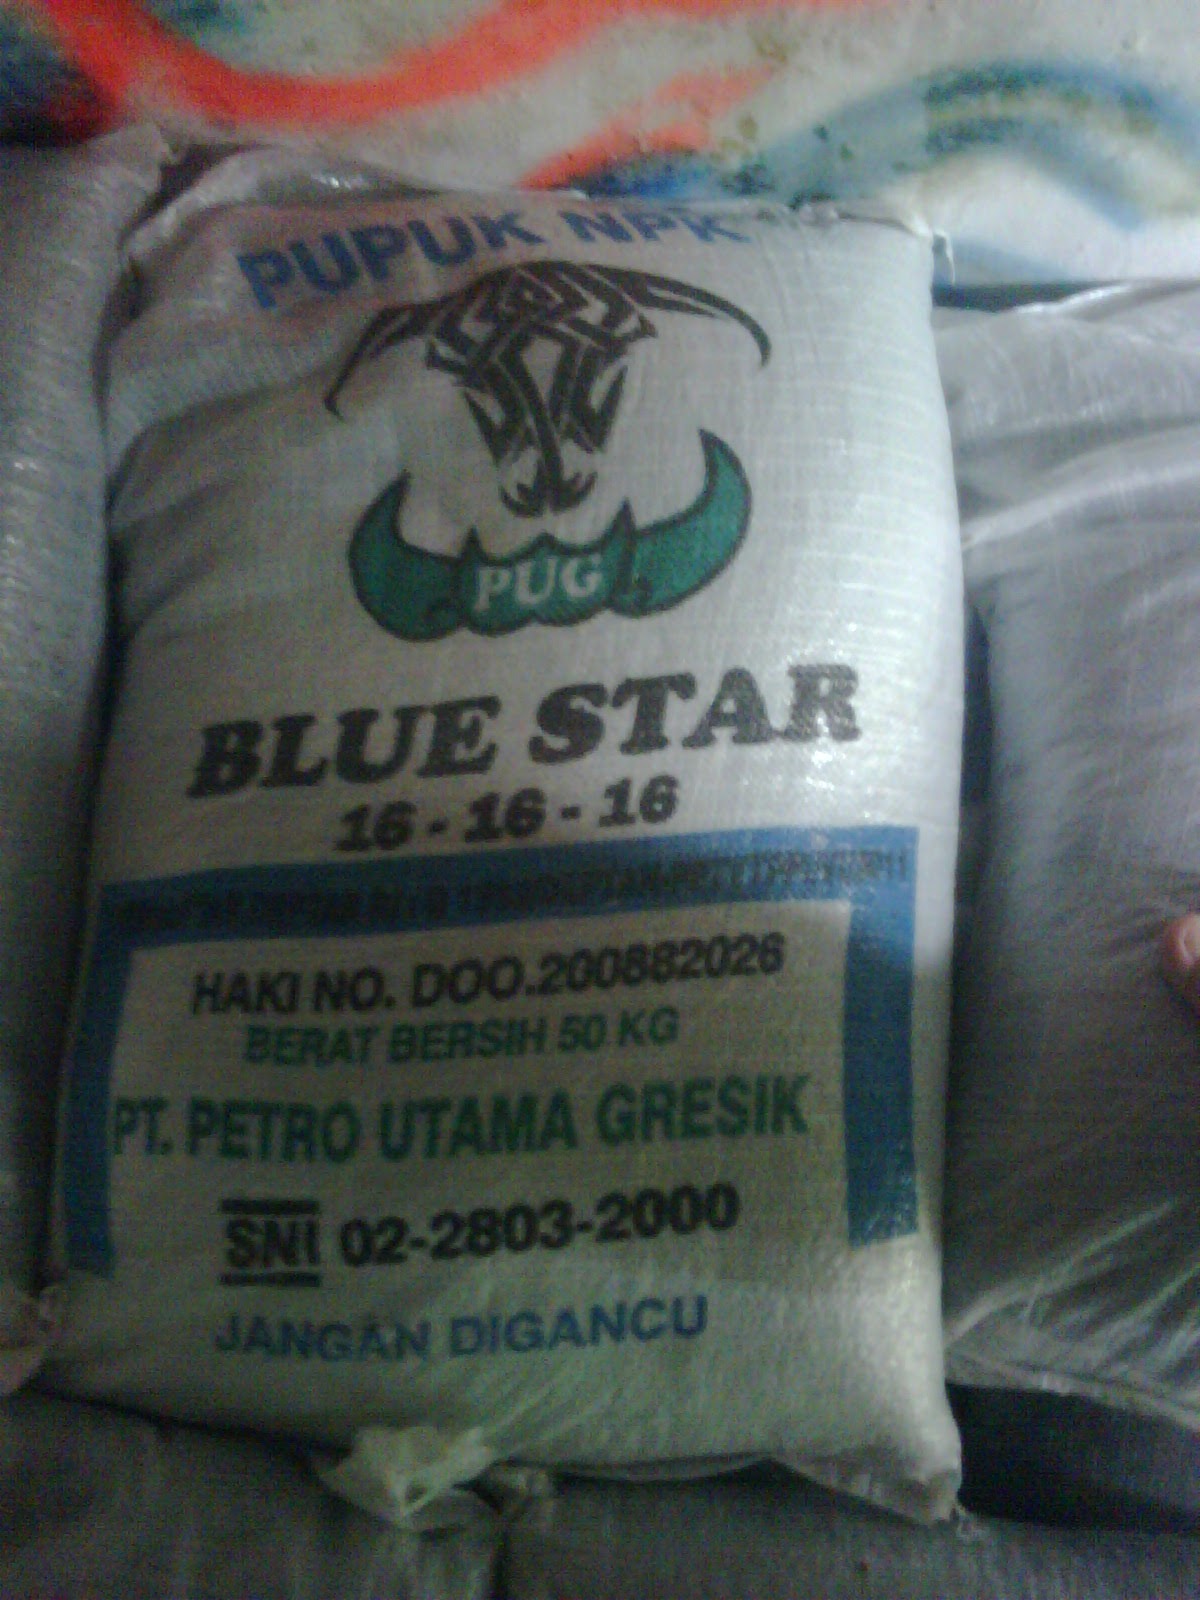 PUPUK NPK
PUG
BLUE STAR
16 - 16 - 16
HAKI NO. DOO.200882026
BERAT BERSIH 50 KG
PT. PETRO UTAMA GRESIK
SNI 02-2803-2000
JANGAN DIGANCU